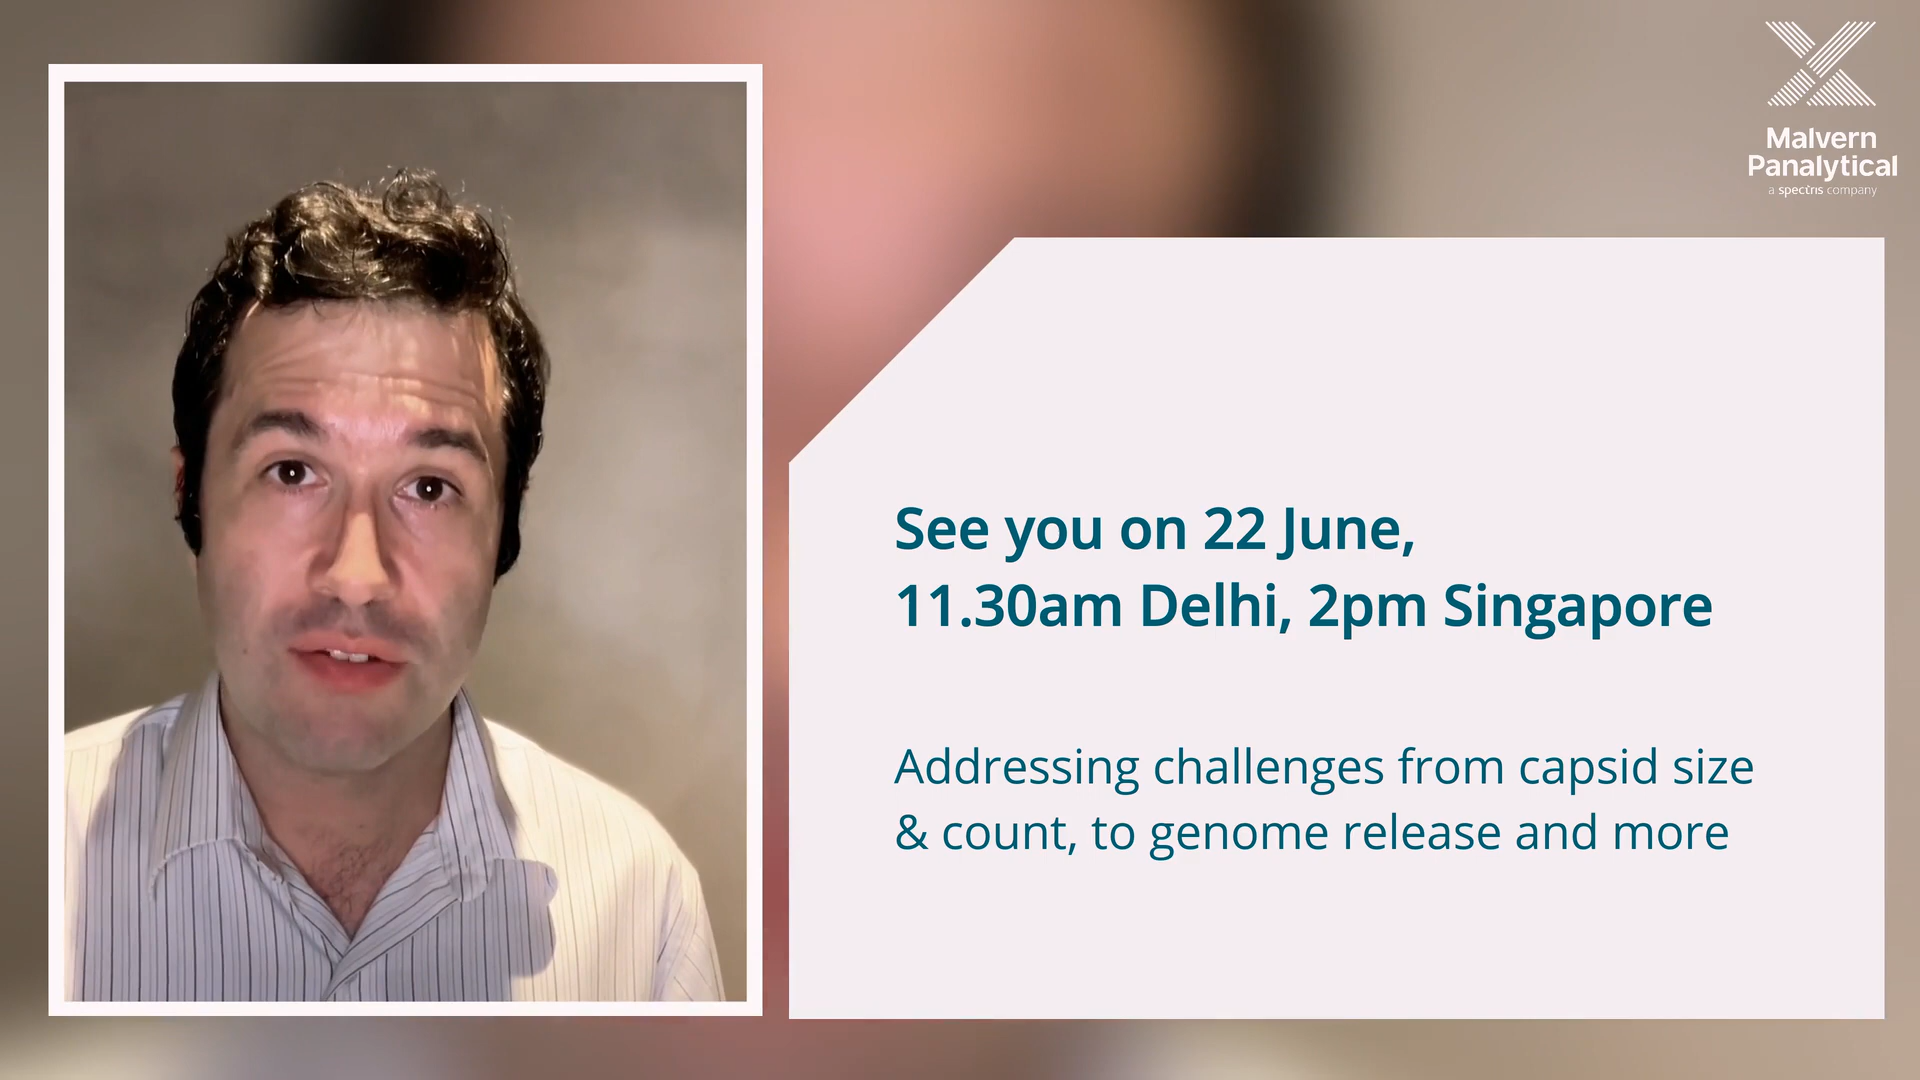 Malvern
Panalytical
a spectris company
See you on 22 June,
11.30am Delhi, 2pm Singapore
Addressing challenges from capsid size
& count, to genome release and more